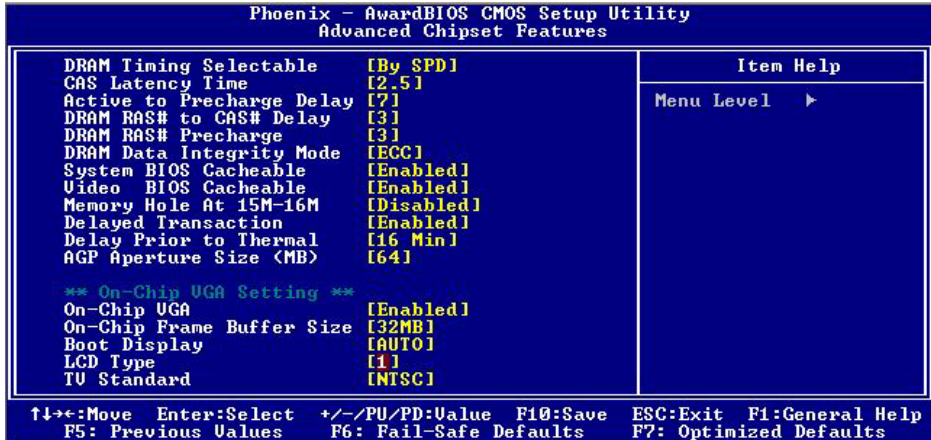 Phoenix - AwardBIOS CMOS Setup Utility
Advanced Chipset Features
DRAM Timing Selectable [By SPD]
CAS Latency Time [2.5]
Active to Precharge Delay [7]
DRAM RAS# to CAS# Delay [3]
DRAM RAS# Precharge [3]
DRAM Data Integrity Mode [ECC]
System BIOS Cacheable [Enabled]
Video BIOS Cacheable [Enabled]
Memory Hole At 15M-16M [Disabled]
Delayed Transaction [Enabled]
Delay Prior to Thermal [16 Min]
AGP Aperture Size (MB) [64]
** On-Chip VGA Setting **
On-Chip VGA [Enabled]
On-Chip Frame Buffer Size [32MB]
Boot Display [AUTO]
LCD Type [1]
TV Standard [NTSC]
Item Help
Menu Level ▶
↑↓→←:Move Enter:Select +/-/PU/PD:Value F10:Save ESC:Exit F1:General Help
F5: Previous Values F6: Fail-Safe Defaults F7: Optimized Defaults